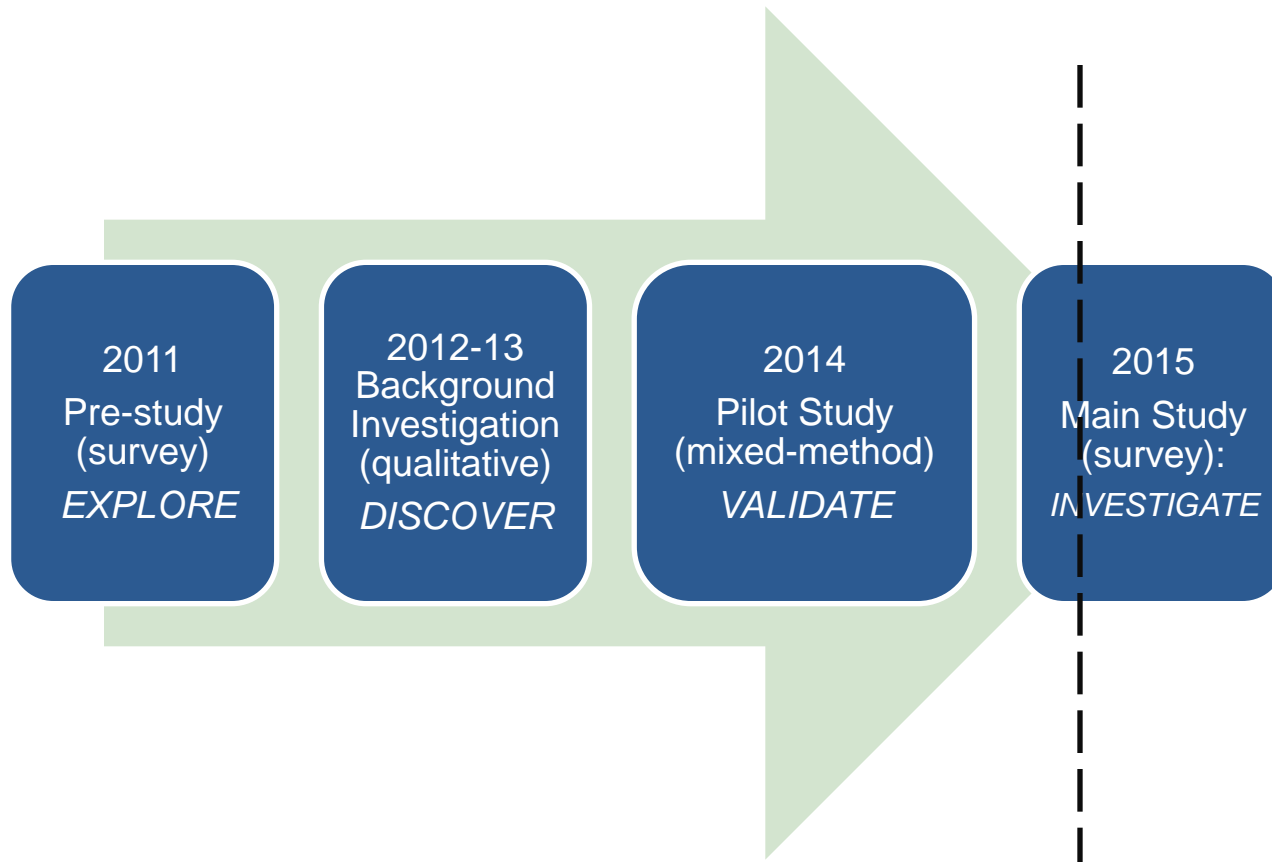 2011
Pre-study
(survey)
EXPLORE
2012-13
Background
Investigation
(qualitative)
DISCOVER
2014
Pilot Study
(mixed-method)
VALIDATE
2015
Main Study
(survey):
INVESTIGATE